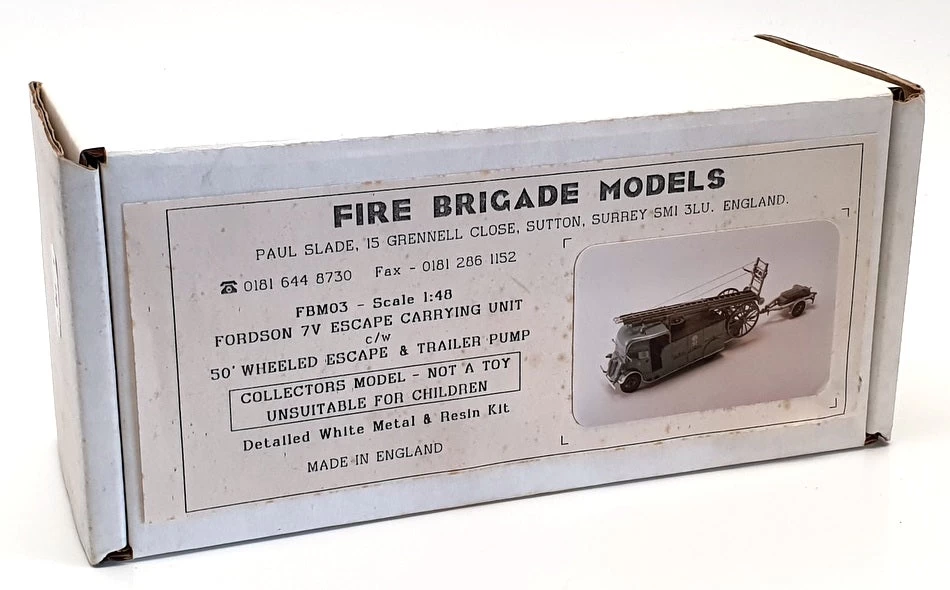 FIRE BRIGADE MODELS
PAUL SLADE, 15 GRENNELL CLOSE, SUTTON, SURREY SM1 3LU. ENGLAND.
☎ 0181 644 8730 Fax - 0181 286 1152
FBM03 - Scale 1:48
FORDSON 7V ESCAPE CARRYING UNIT
c/w
50' WHEELED ESCAPE & TRAILER PUMP
COLLECTORS MODEL - NOT A TOY
UNSUITABLE FOR CHILDREN
Detailed White Metal & Resin Kit
MADE IN ENGLAND